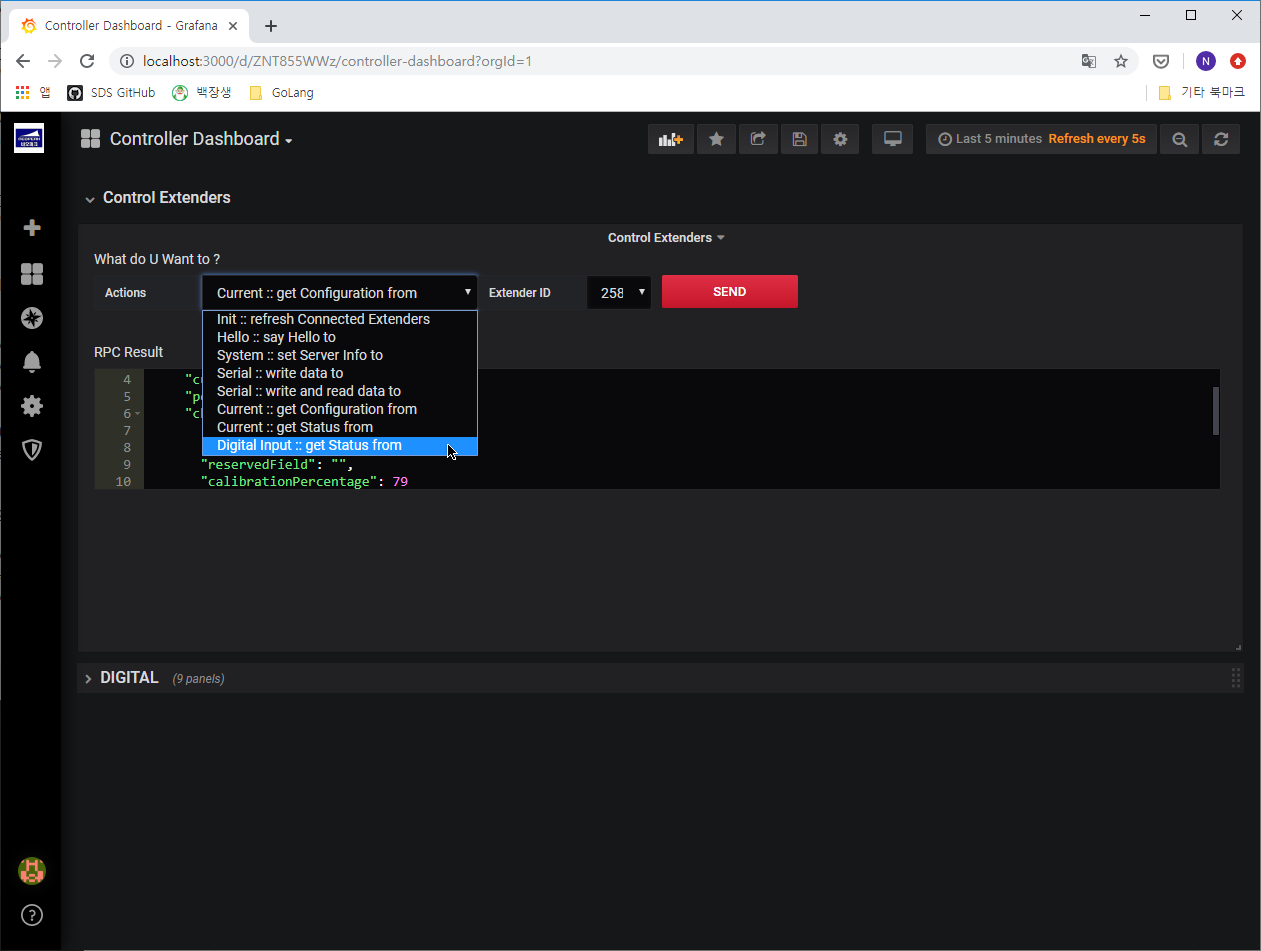 Controller Dashboard - Grafana
localhost:3000/d/ZNT855WWz/controller-dashboard?orgId=1
N
앱 SDS GitHub 백장생 GoLang 기타 북마크
Controller Dashboard
Last 5 minutes Refresh every 5s
Control Extenders
Control Extenders
What do U Want to ?
Actions Current :: get Configuration from Extender ID 258 SEND
Init :: refresh Connected Extenders
Hello :: say Hello to
System :: set Server Info to
Serial :: write data to
Serial :: write and read data to
Current :: get Configuration from
Current :: get Status from
Digital Input :: get Status from
RPC Result
4
5
6
7
8
9 "reservedField": "",
10 "calibrationPercentage": 79
DIGITAL (9 panels)